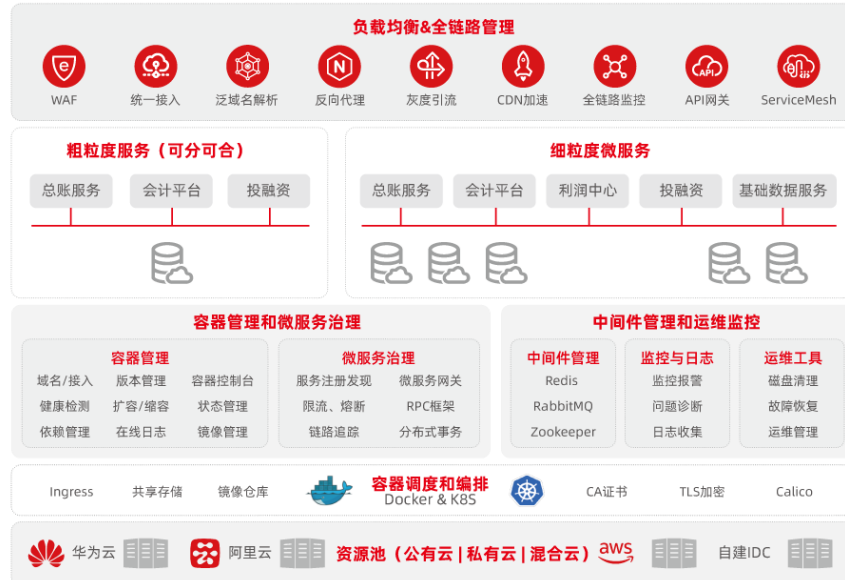 负载均衡&全链路管理
WAF 统一接入 泛域名解析 反向代理 灰度引流 CDN加速 全链路监控 API网关 ServiceMesh
粗粒度服务（可分可合）
总账服务 会计平台 投融资
细粒度微服务
总账服务 会计平台 利润中心 投融资 基础数据服务
容器管理和微服务治理
容器管理
域名/接入 版本管理 容器控制台
健康检测 扩容/缩容 状态管理
依赖管理 在线日志 镜像管理
微服务治理
服务注册发现 微服务网关
限流、熔断 RPC框架
链路追踪 分布式事务
中间件管理和运维监控
中间件管理
Redis
RabbitMQ
Zookeeper
监控与日志
监控报警
问题诊断
日志收集
运维工具
磁盘清理
故障恢复
运维管理
Ingress 共享存储 镜像仓库 容器调度和编排 CA证书 TLS加密 Calico
Docker & K8S
华为云 阿里云 资源池（公有云|私有云|混合云） aws 自建IDC